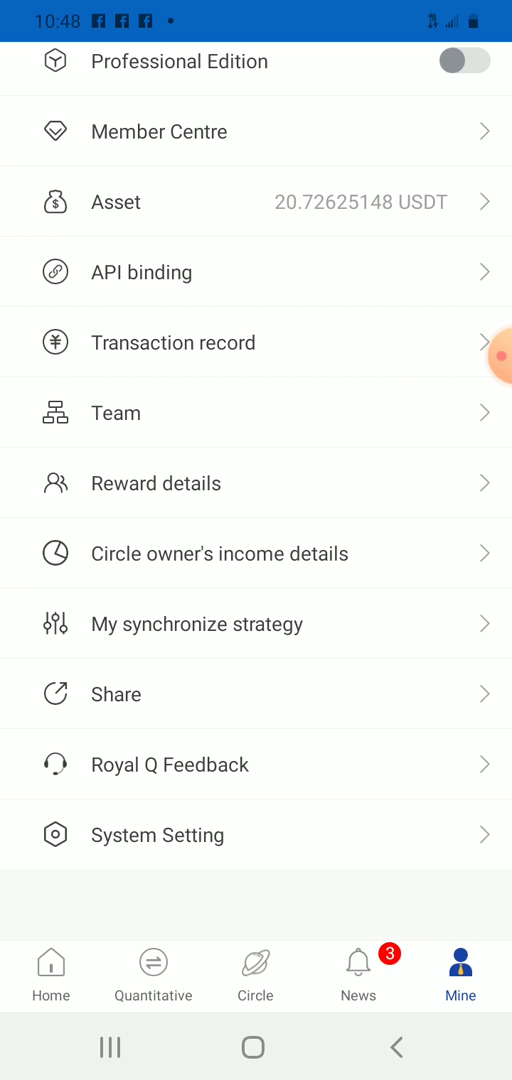 10:48
Professional Edition
Member Centre
Asset 20.72625148 USDT
API binding
Transaction record
Team
Reward details
Circle owner's income details
My synchronize strategy
Share
Royal Q Feedback
System Setting
3
Home Quantitative Circle News Mine